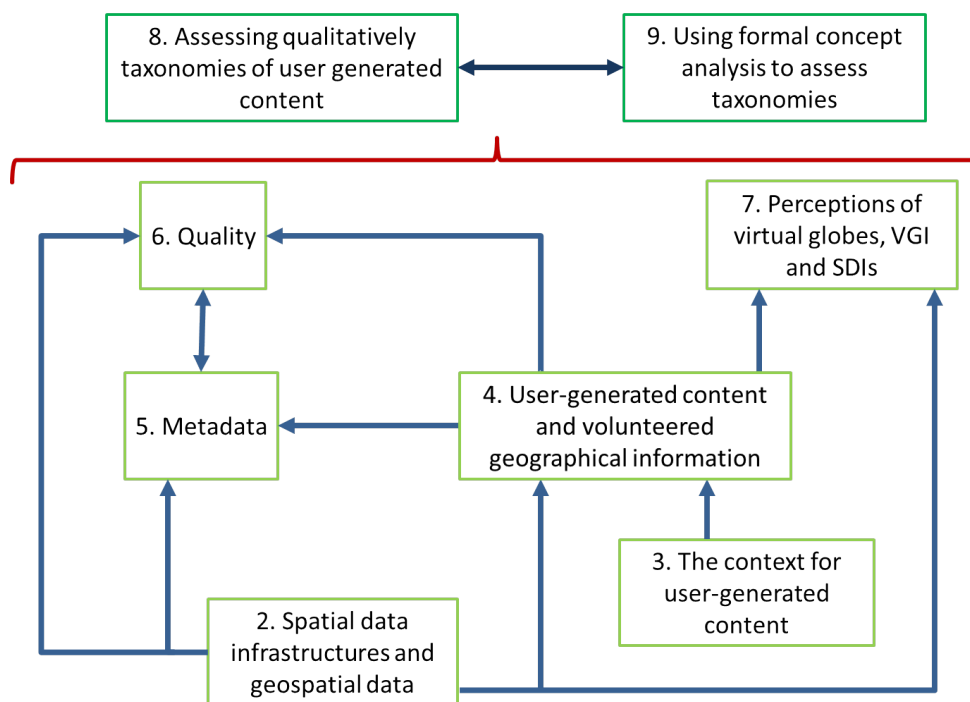 8. Assessing qualitatively
taxonomies of user generated
content
9. Using formal concept
analysis to assess
taxonomies
6. Quality
7. Perceptions of
virtual globes, VGI
and SDIs
5. Metadata
4. User-generated content
and volunteered
geographical information
3. The context for
user-generated
content
2. Spatial data
infrastructures and
geospatial data